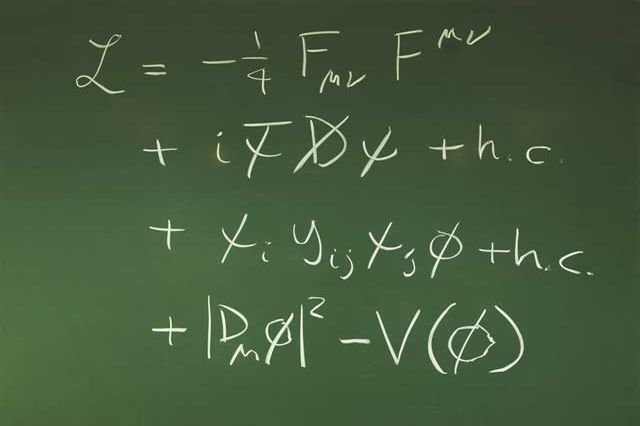 ℒ = -¼ F_μν F^μν
+ iψ̅D̸ψ + h.c.
+ ψ_i y_ij ψ_j ϕ + h.c.
+ |D_μ ϕ|² - V(ϕ)